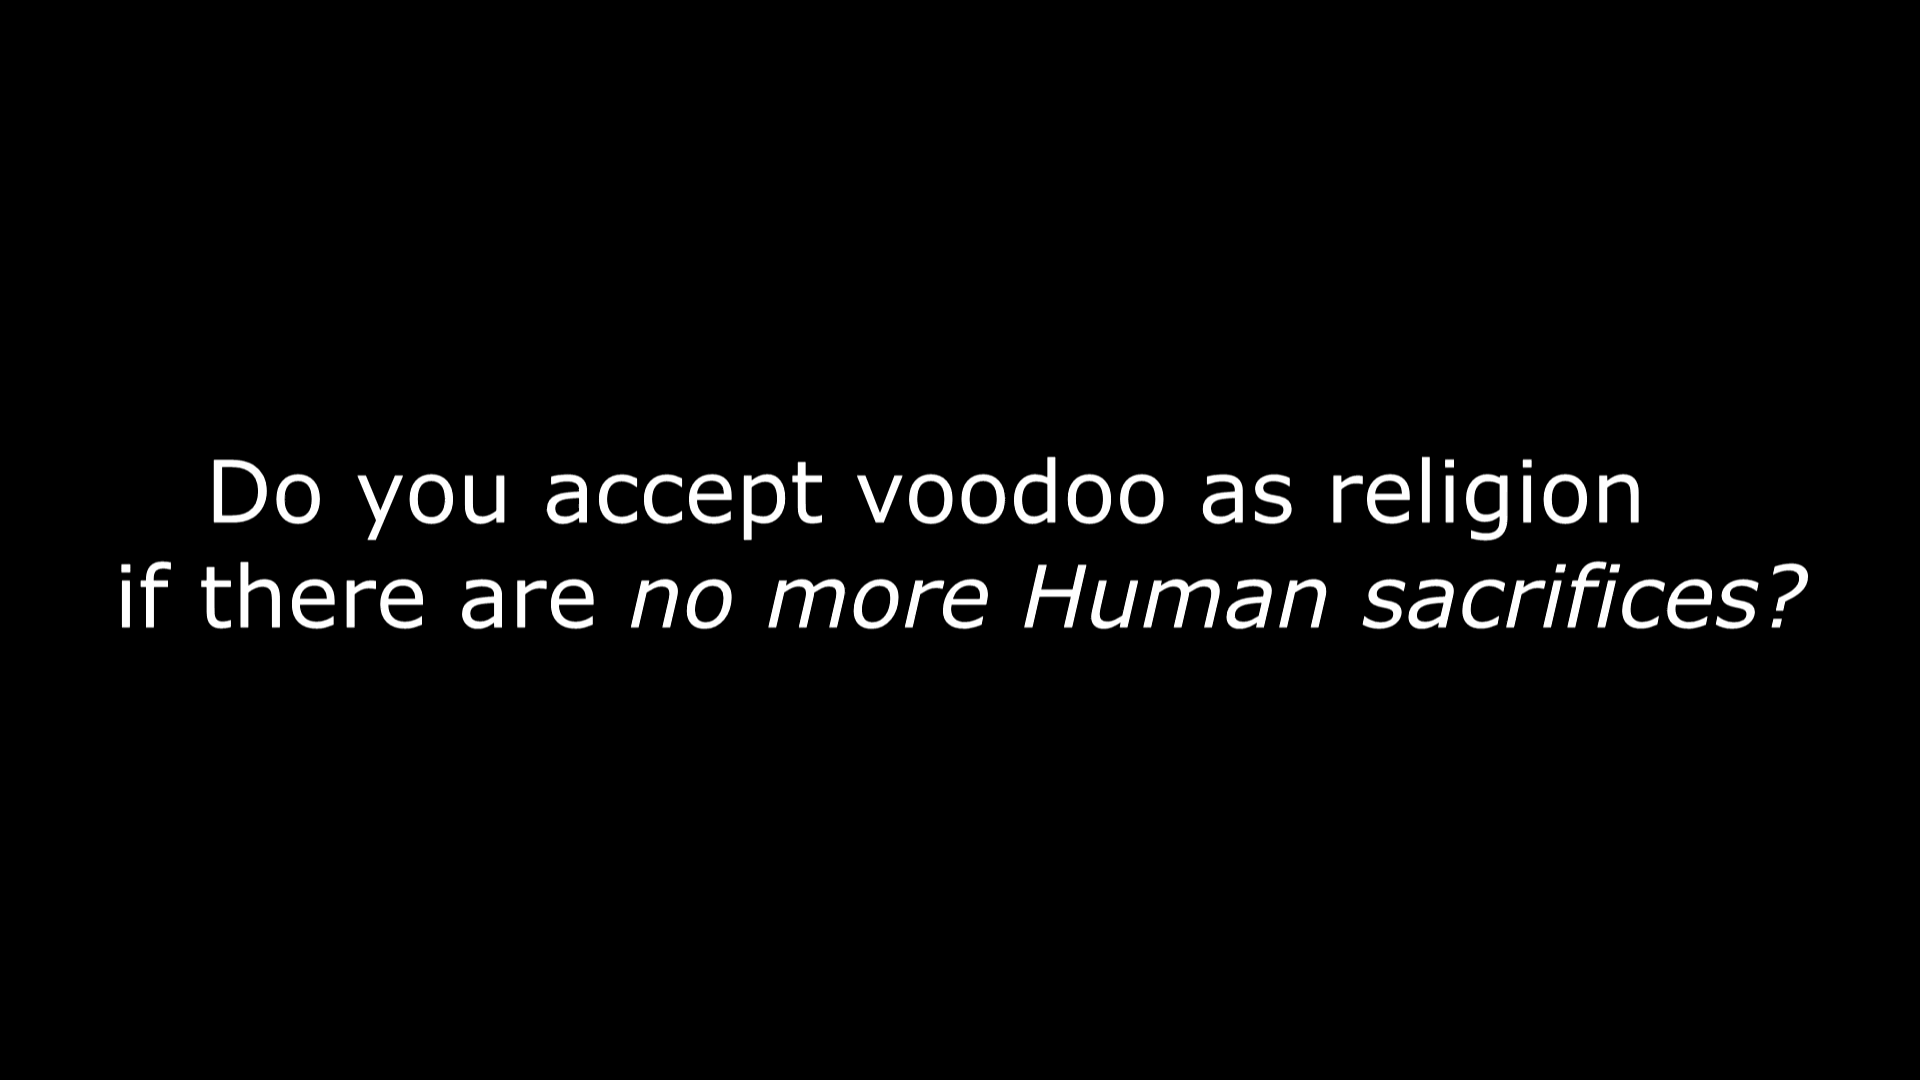 Do you accept voodoo as religion
if there are no more Human sacrifices?